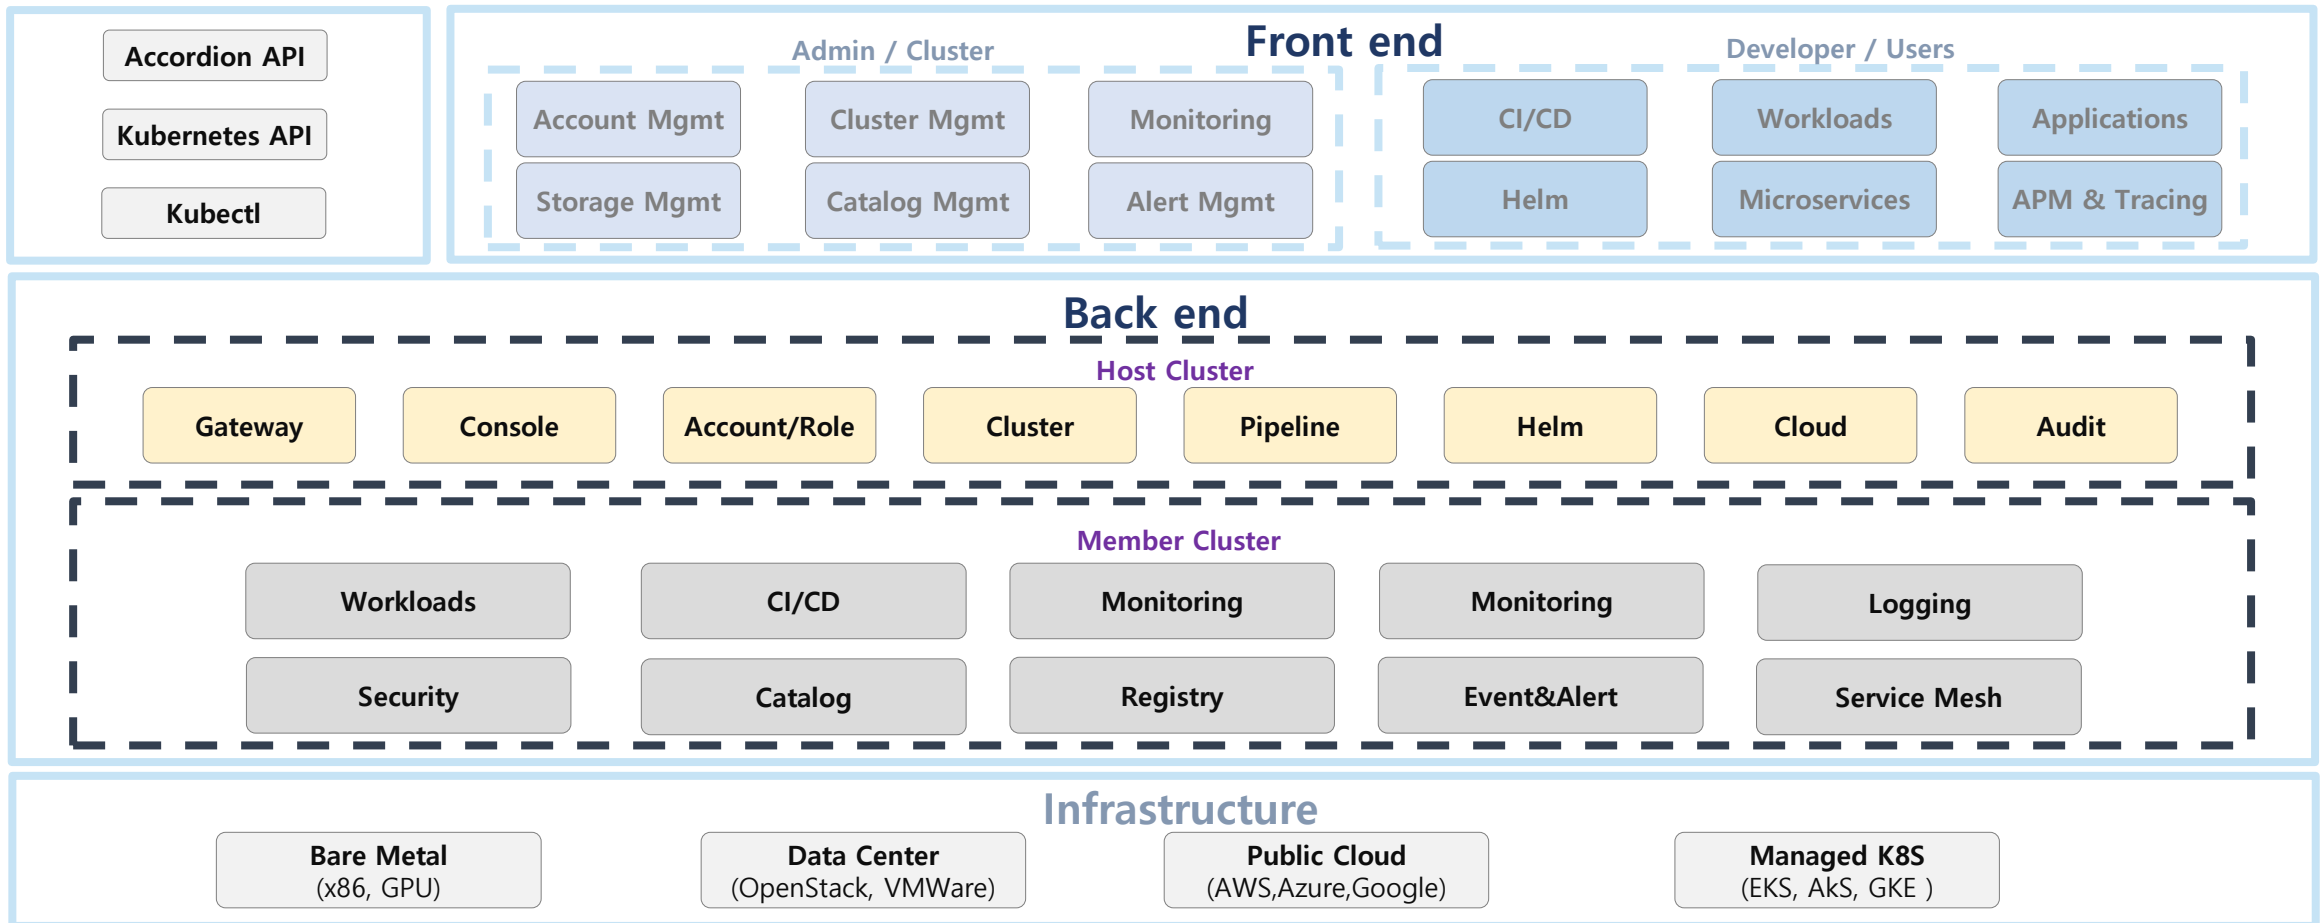 Accordion API
Kubernetes API
Kubectl
Front end
Admin / Cluster
Account Mgmt
Cluster Mgmt
Monitoring
Storage Mgmt
Catalog Mgmt
Alert Mgmt
Developer / Users
CI/CD
Workloads
Applications
Helm
Microservices
APM & Tracing
Back end
Host Cluster
Gateway
Console
Account/Role
Cluster
Pipeline
Helm
Cloud
Audit
Member Cluster
Workloads
CI/CD
Monitoring
Monitoring
Logging
Security
Catalog
Registry
Event&Alert
Service Mesh
Infrastructure
Bare Metal
(x86, GPU)
Data Center
(OpenStack, VMWare)
Public Cloud
(AWS,Azure,Google)
Managed K8S
(EKS, AkS, GKE )